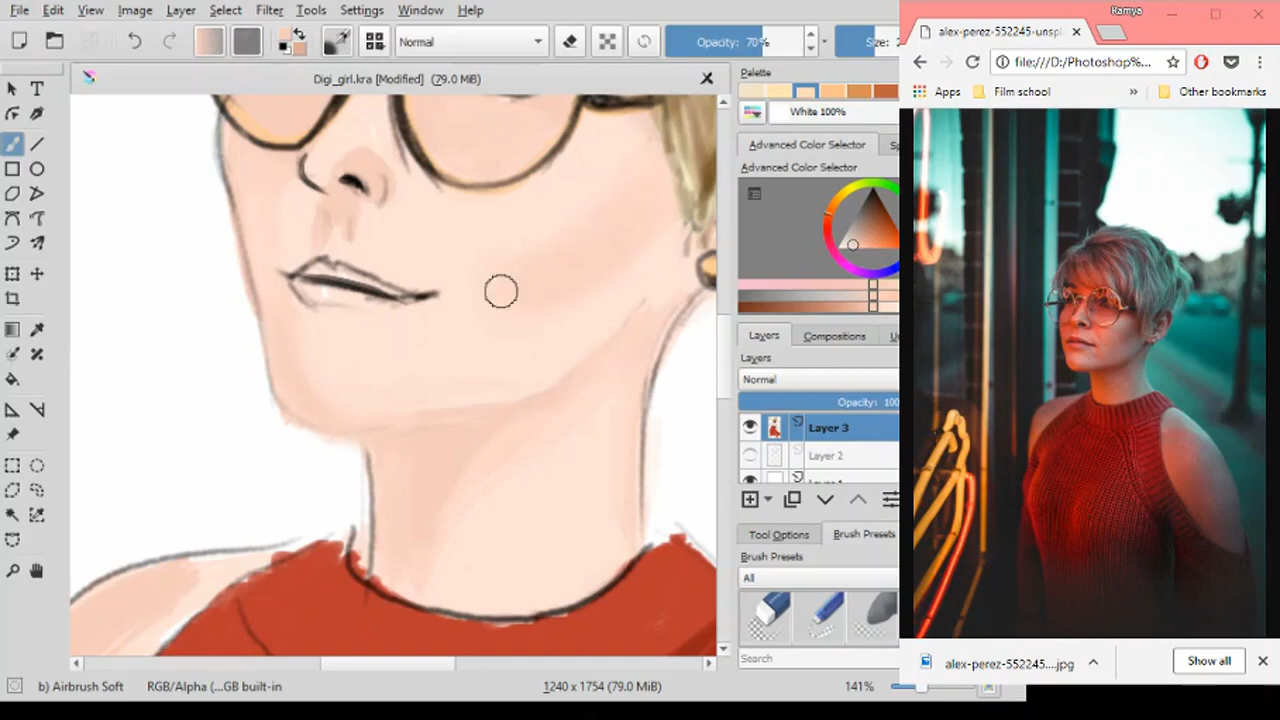 File Edit View Image Layer Select Filter Tools Settings Window Help
Ramya
alex-perez-552245-unspl
Normal
Opacity: 70%
Size: 2
file:///D:/Photoshop%...
Digi_girl.kra [Modified] (79.0 MiB)
Palette
Apps Film school » Other bookmarks
White 100%
Advanced Color Selector
Advanced Color Selector
Layers Compositions
Layers
Normal
Opacity: 100
Layer 3
Layer 2
Tool Options Brush Presets
Brush Presets
All
Search
alex-perez-552245....jpg
Show all
b) Airbrush Soft RGB/Alpha (...GB built-in 1240 x 1754 (79.0 MiB) 141%